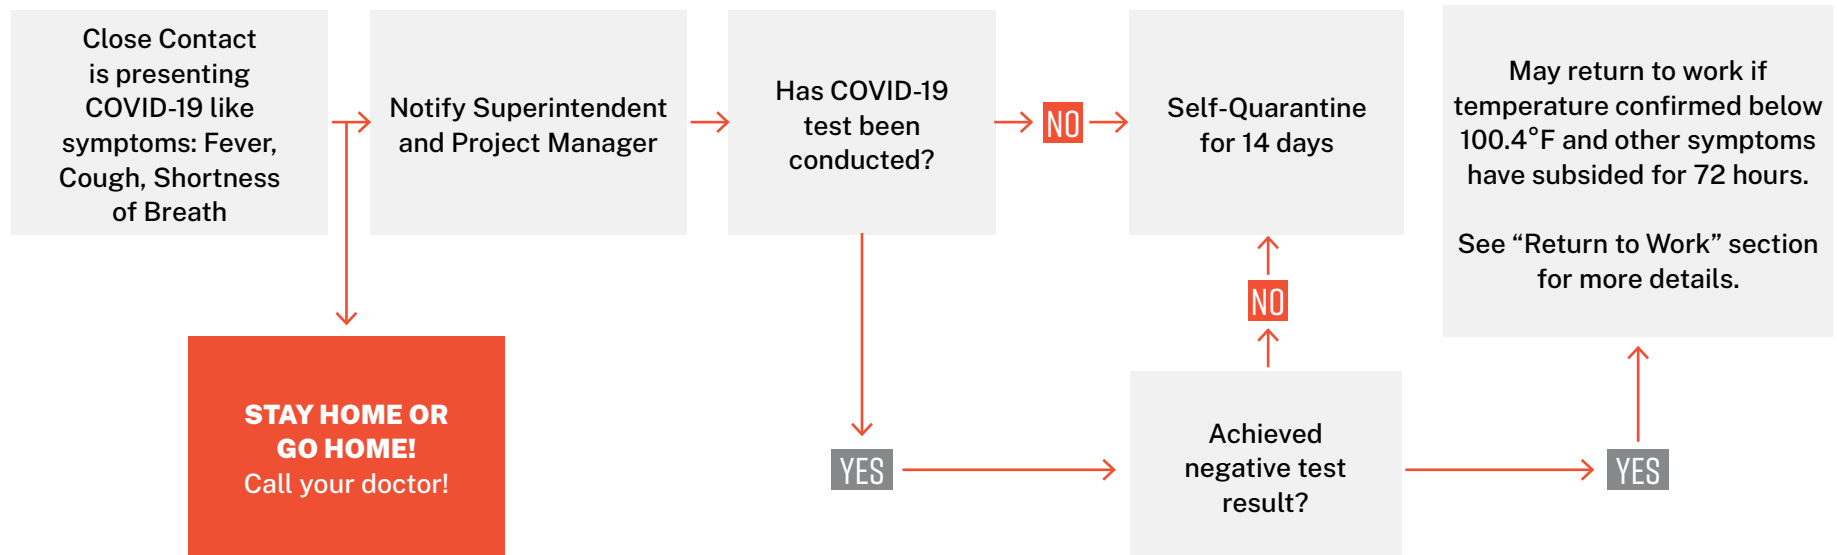 Close Contact
is presenting
COVID-19 like
symptoms: Fever,
Cough, Shortness
of Breath
Notify Superintendent
and Project Manager
Has COVID-19
test been
conducted?
NO
Self-Quarantine
for 14 days
May return to work if
temperature confirmed below
100.4°F and other symptoms
have subsided for 72 hours.
See “Return to Work” section
for more details.
NO
STAY HOME OR
GO HOME!
Call your doctor!
YES
Achieved
negative test
result?
YES